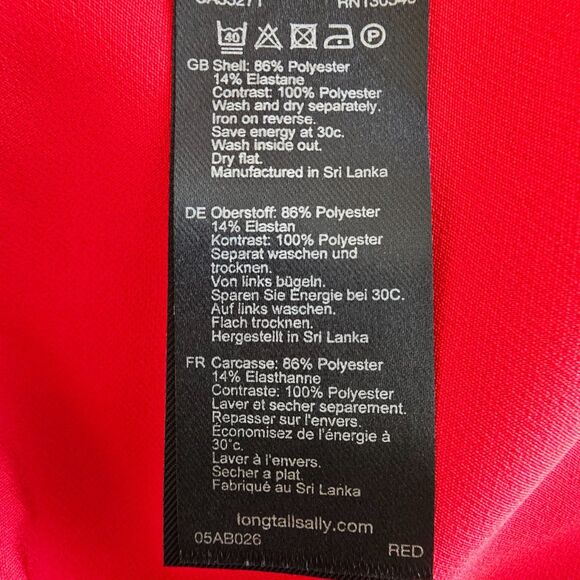 40 P
GB Shell: 86% Polyester
14% Elastane
Contrast: 100% Polyester
Wash and dry separately.
Iron on reverse.
Save energy at 30c.
Wash inside out.
Dry flat.
Manufactured in Sri Lanka
DE Oberstoff: 86% Polyester
14% Elastan
Kontrast: 100% Polyester
Separat waschen und
trocknen.
Von links bügeln.
Sparen Sie Energie bei 30C.
Auf links waschen.
Flach trocknen.
Hergestellt in Sri Lanka
FR Carcasse: 86% Polyester
14% Elasthanne
Contraste: 100% Polyester
Laver et secher separement.
Repasser sur l'envers.
Économisez de l'énergie à
30°c.
Laver à l'envers.
Secher a plat.
Fabriqué au Sri Lanka
longtallsally.com
05AB026 RED